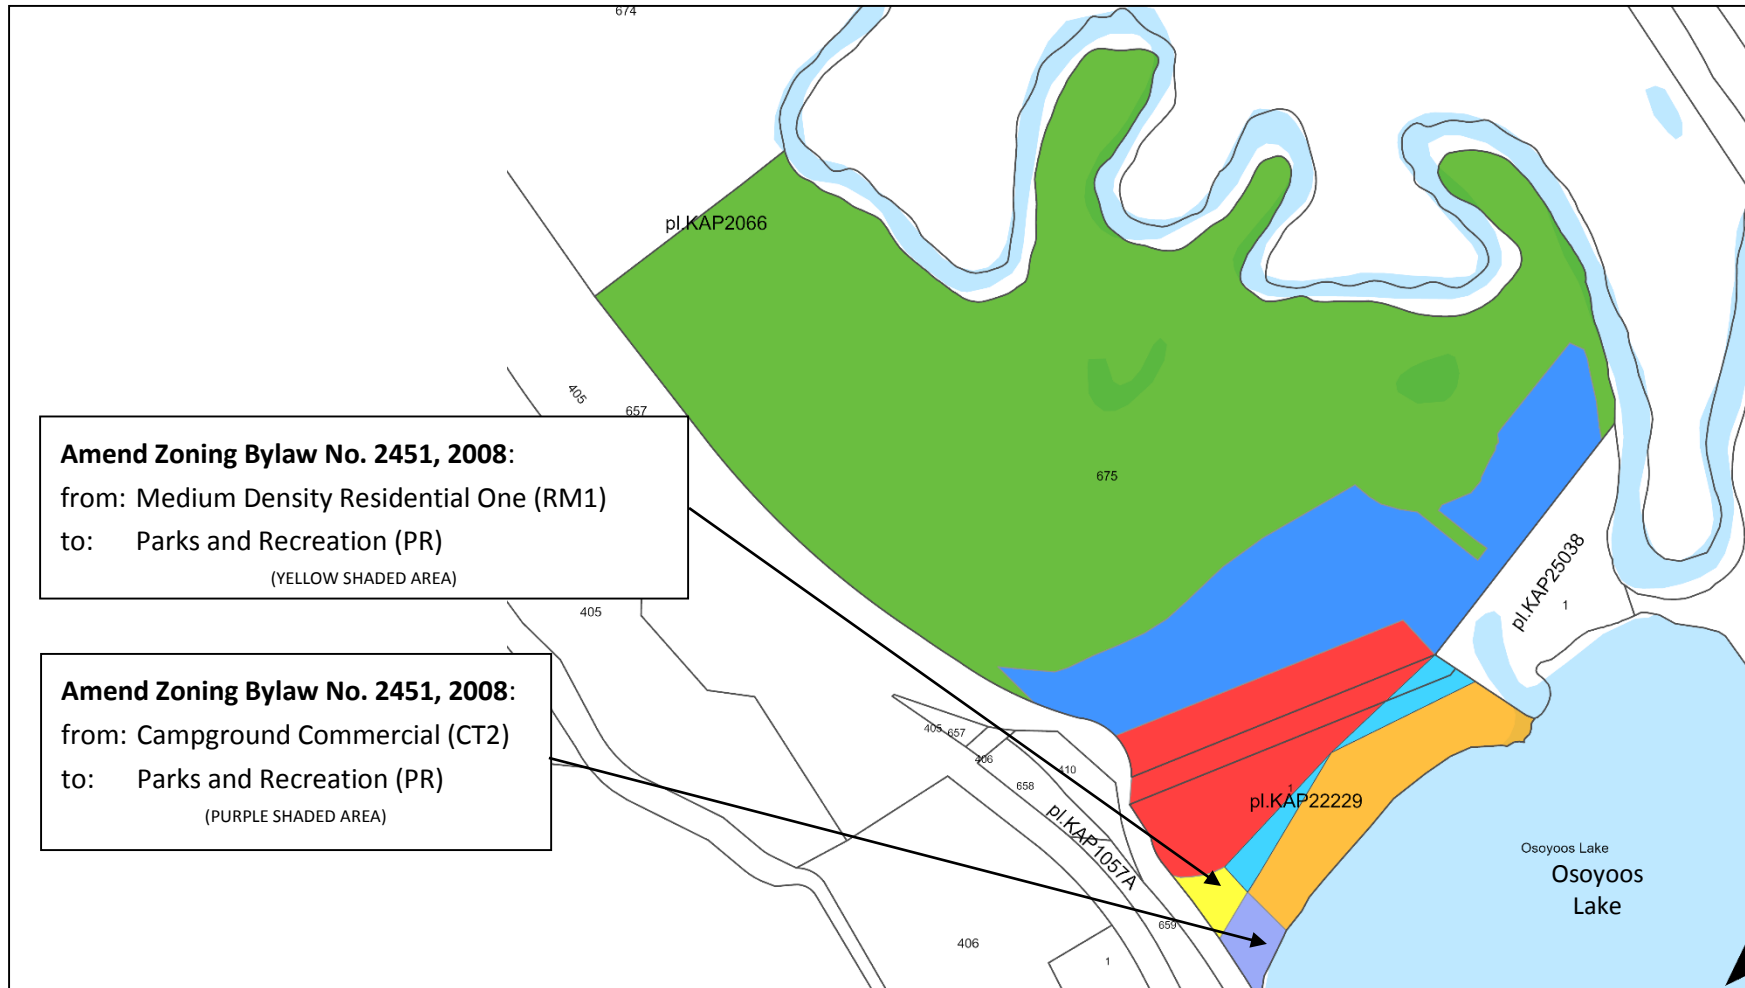 674
pl.KAP2066
405
657
Amend Zoning Bylaw No. 2451, 2008:
from: Medium Density Residential One (RM1)
to: Parks and Recreation (PR)
(YELLOW SHADED AREA)
675
pl.KAP25038
1
405
Amend Zoning Bylaw No. 2451, 2008:
from: Campground Commercial (CT2)
to: Parks and Recreation (PR)
(PURPLE SHADED AREA)
405
657
406
410
658
1
pl.KAP22229
pl.KAP1057A
Osoyoos Lake
Osoyoos
Lake
659
406
1